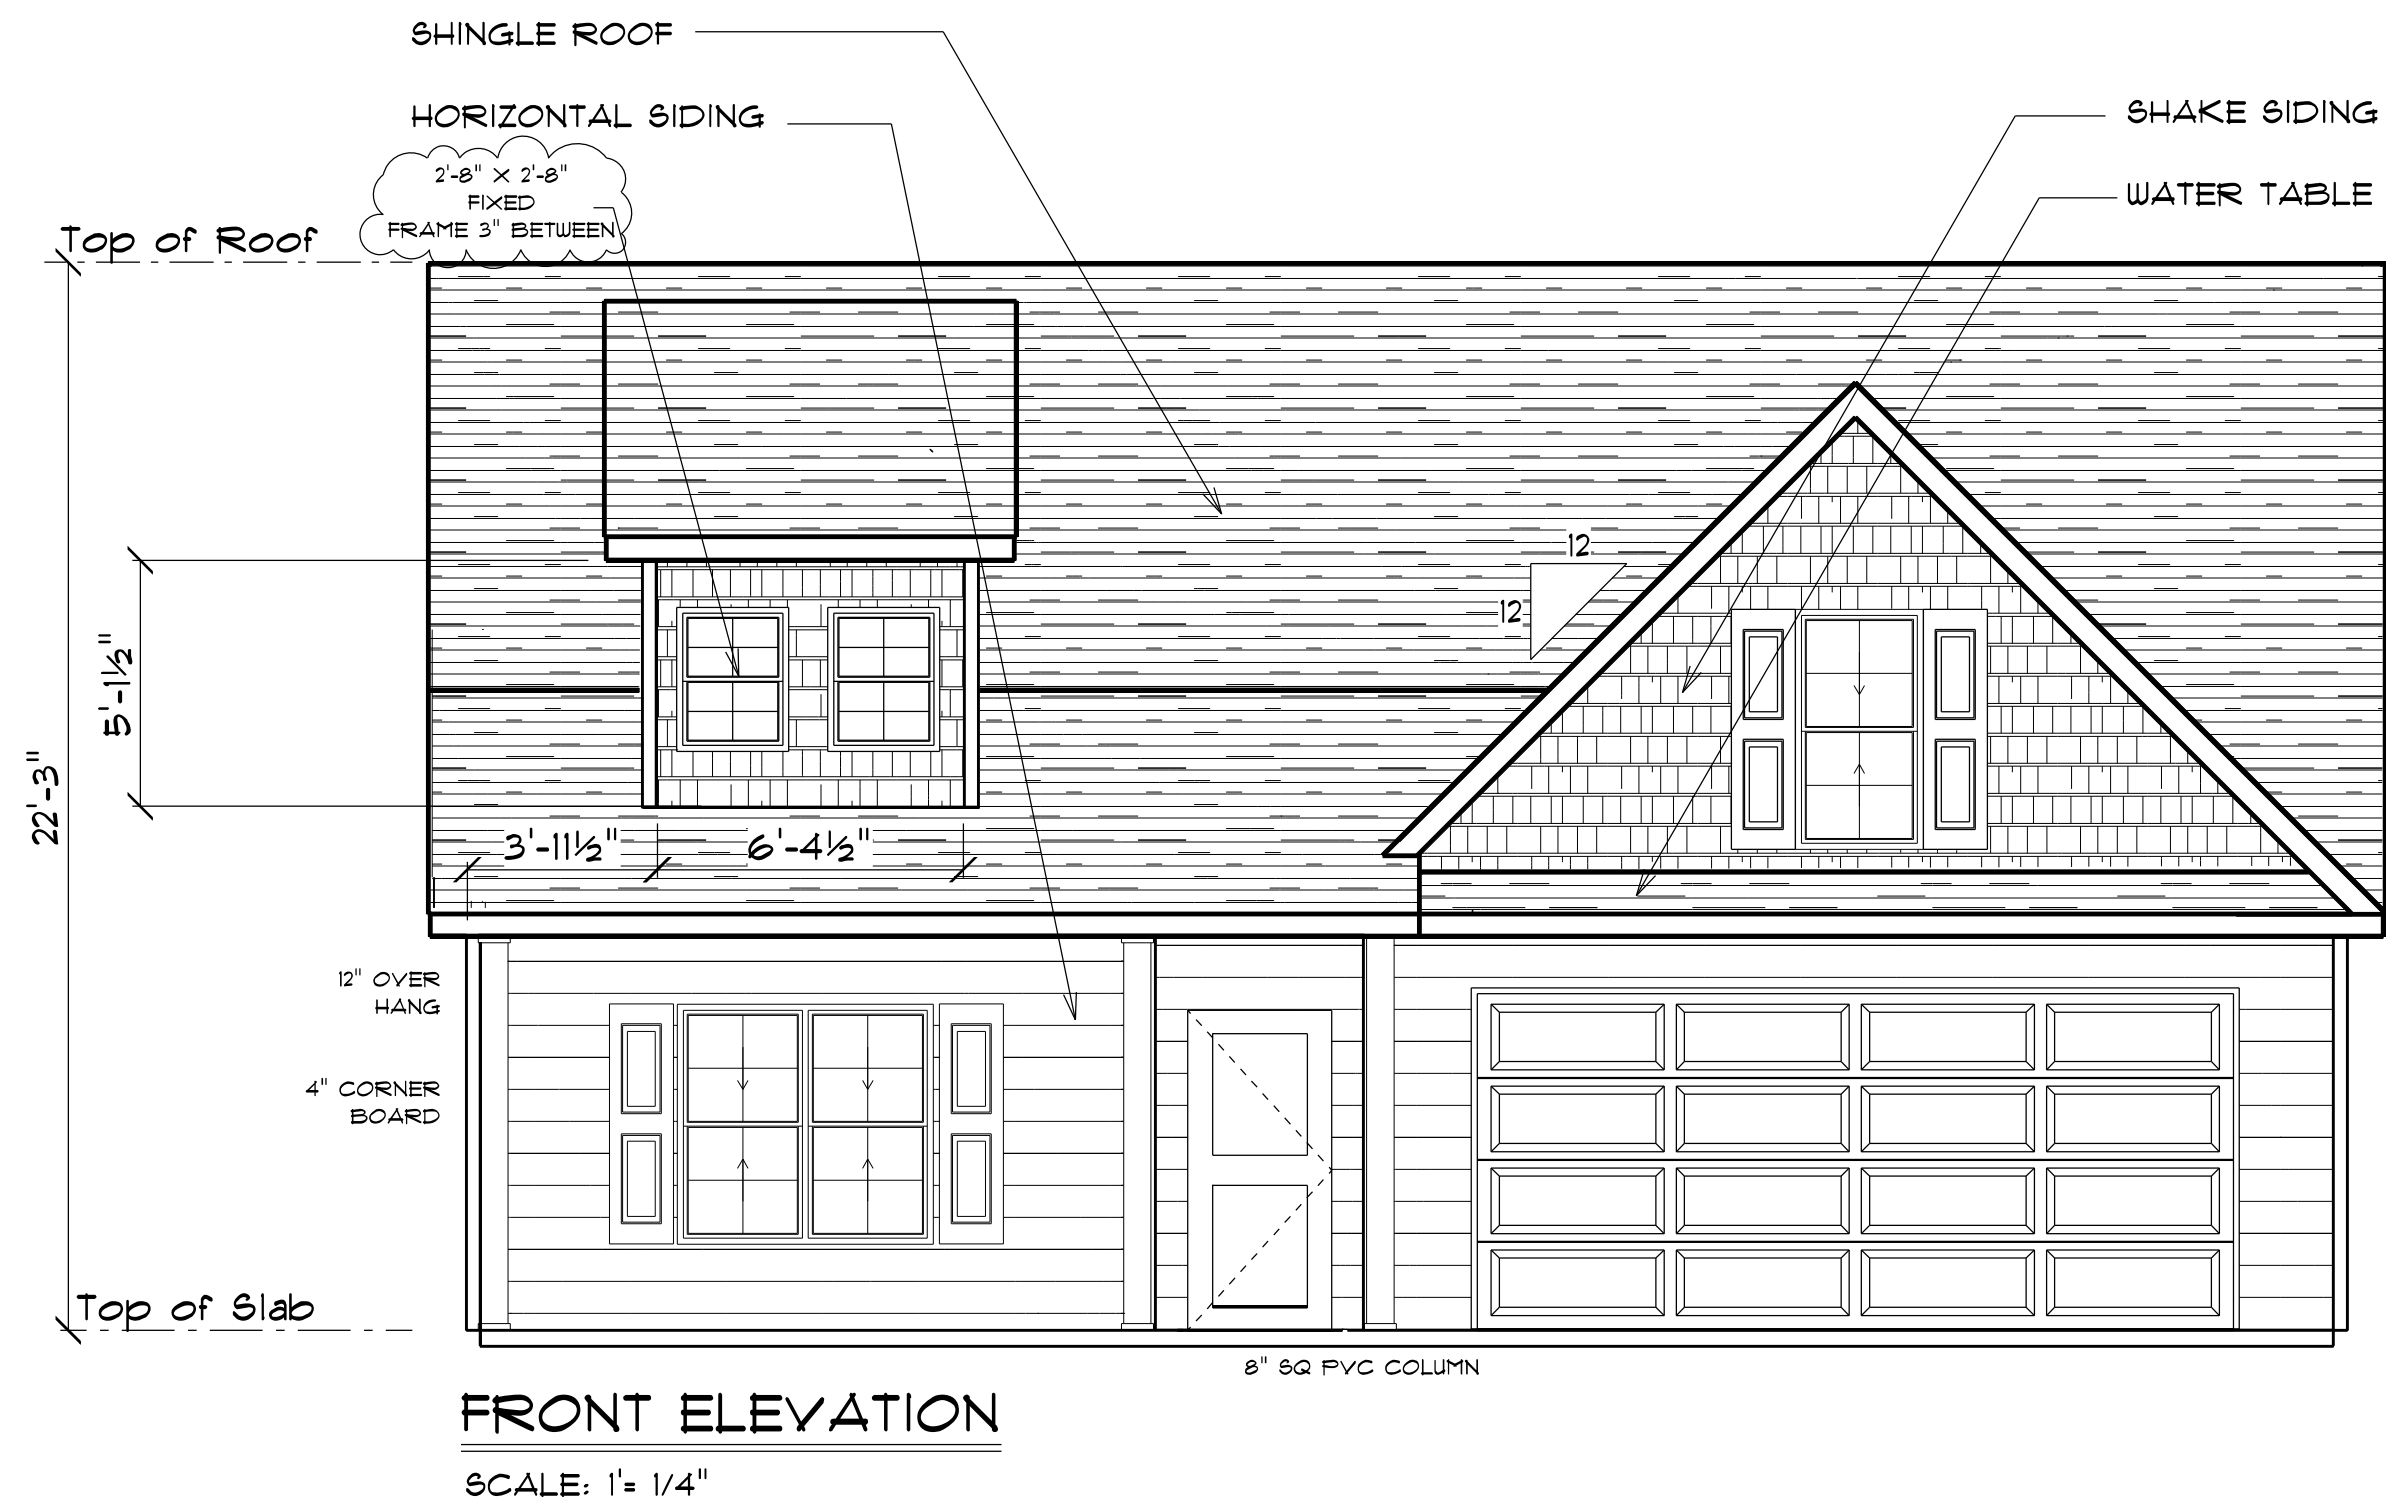 SHINGLE ROOF
HORIZONTAL SIDING
SHAKE SIDING
2'-8" X 2'-8"
FIXED
FRAME 3" BETWEEN
WATER TABLE
Top of Roof
12
12
5'-1½"
22'-3"
3'-11½"
6'-4½"
12" OVER
HANG
4" CORNER
BOARD
Top of Slab
8" SQ PVC COLUMN
FRONT ELEVATION
SCALE: 1'= 1/4"